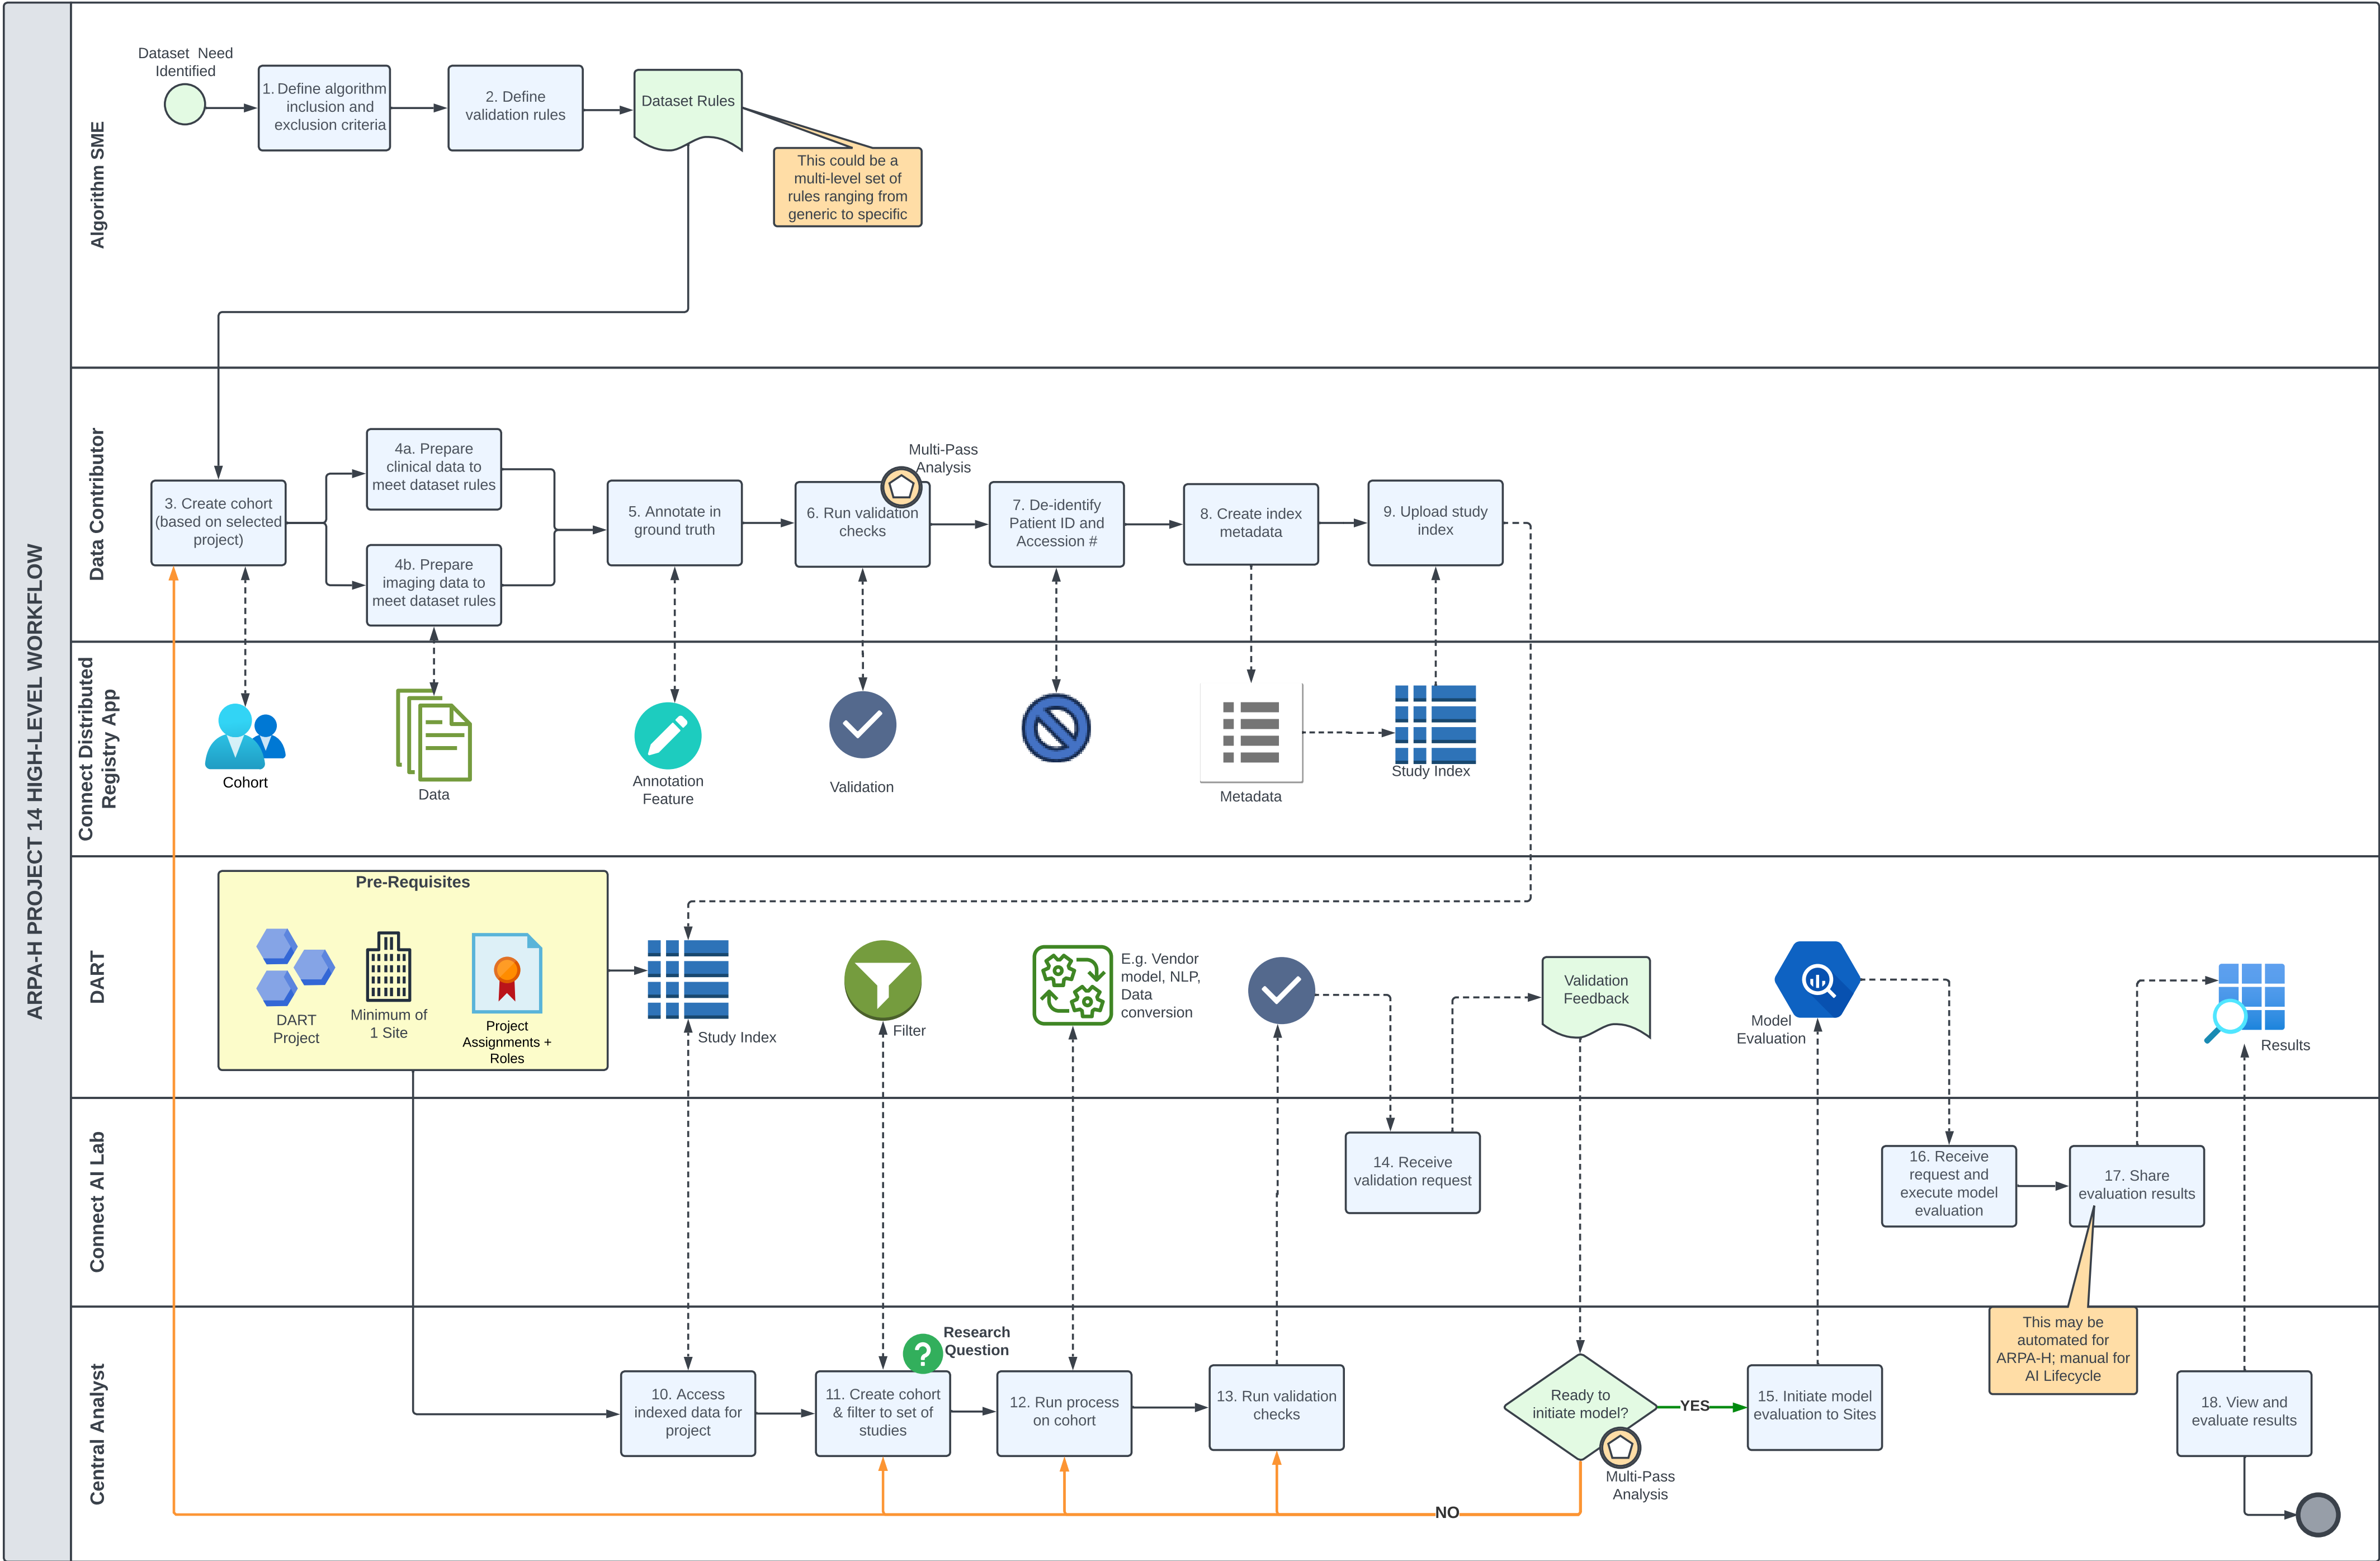 ARPA-H PROJECT 14 HIGH-LEVEL WORKFLOW
Algorithm SME
Dataset Need
Identified
1. Define algorithm
inclusion and
exclusion criteria
2. Define
validation rules
Dataset Rules
This could be a
multi-level set of
rules ranging from
generic to specific
Data Contributor
3. Create cohort
(based on selected
project)
4a. Prepare
clinical data to
meet dataset rules
4b. Prepare
imaging data to
meet dataset rules
5. Annotate in
ground truth
Multi-Pass
Analysis
6. Run validation
checks
7. De-identify
Patient ID and
Accession #
8. Create index
metadata
9. Upload study
index
Connect Distributed
Registry App
Cohort
Data
Annotation
Feature
Validation
Metadata
Study Index
DART
Pre-Requisites
DART
Project
Minimum of
1 Site
Project
Assignments +
Roles
Study Index
Filter
E.g. Vendor
model, NLP,
Data
conversion
Validation
Feedback
Model
Evaluation
Results
Connect AI Lab
14. Receive
validation request
16. Receive
request and
execute model
evaluation
17. Share
evaluation results
This may be
automated for
ARPA-H; manual for
AI Lifecycle
Central Analyst
10. Access
indexed data for
project
Research
Question
11. Create cohort
& filter to set of
studies
12. Run process
on cohort
13. Run validation
checks
Ready to
initiate model?
Multi-Pass
Analysis
YES
NO
15. Initiate model
evaluation to Sites
18. View and
evaluate results